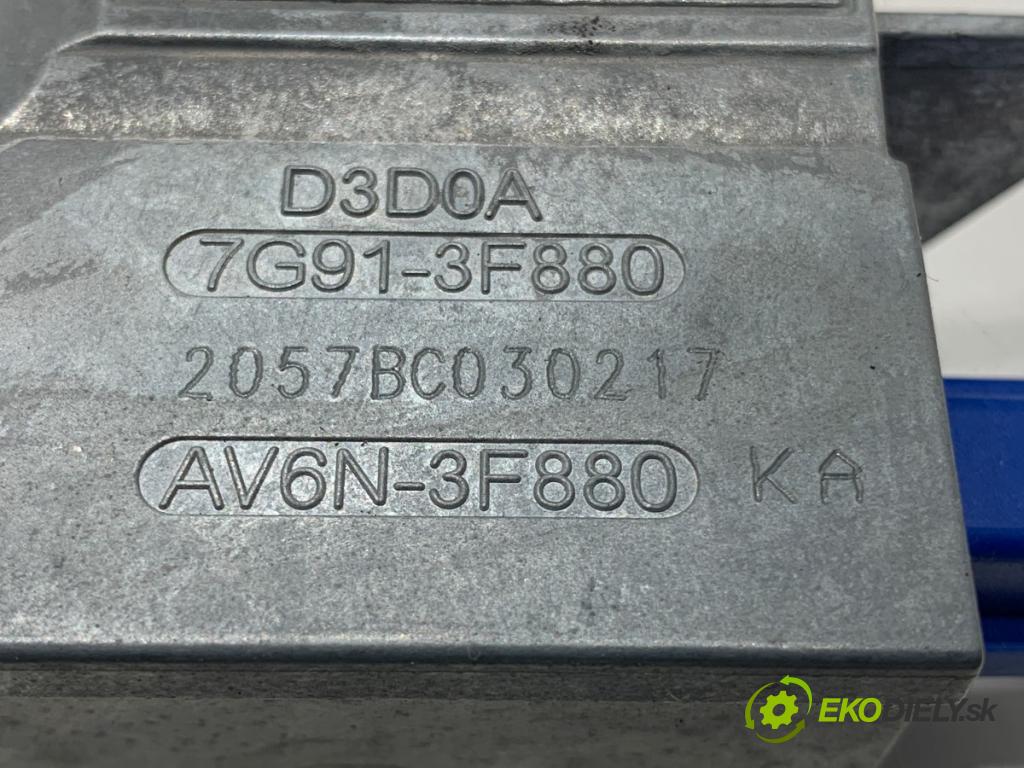 D3D0A
7G91-3F880
2057BC030217
AV6N-3F880 KA
EKODIELY.sk